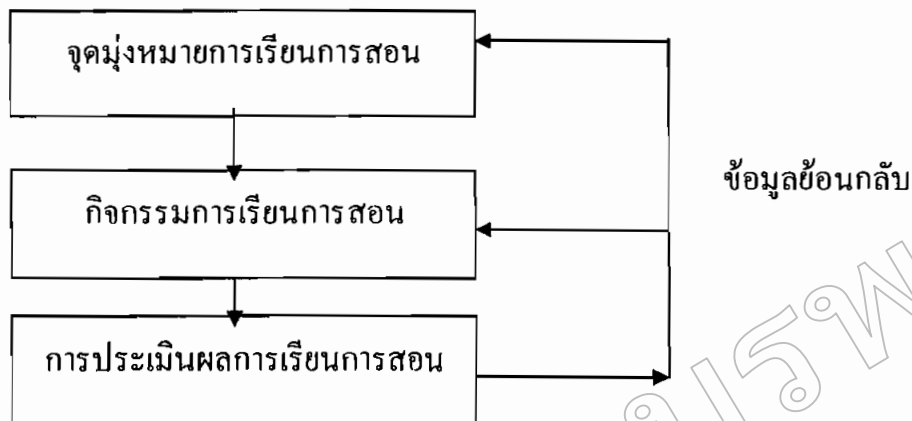 จุดมุ่งหมายการเรียนการสอน
ข้อมูลย้อนกลับ
กิจกรรมการเรียนการสอน
การประเมินผลการเรียนการสอน